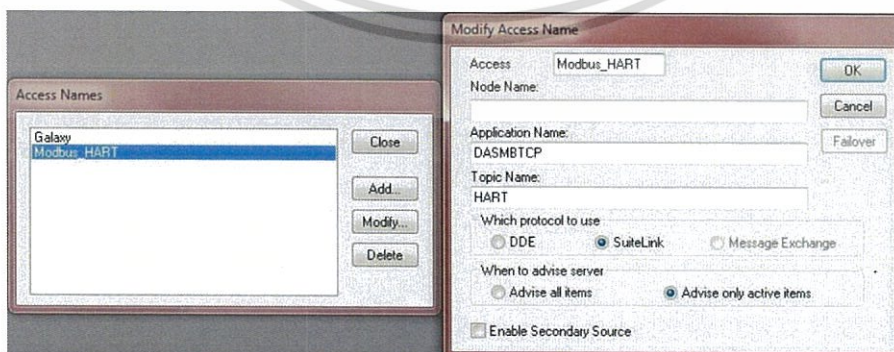 Access Names
Galaxy
Modbus_HART
Close
Add...
Modify...
Delete
Modify Access Name
Access Modbus_HART
OK
Node Name:
Cancel
Application Name:
Failover
DASMBTCP
Topic Name:
HART
Which protocol to use
DDE SuiteLink Message Exchange
When to advise server
Advise all items Advise only active items
Enable Secondary Source